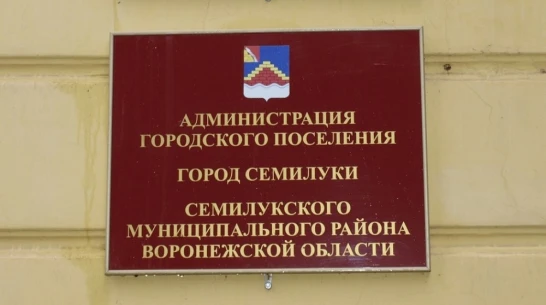 АДМИНИСТРАЦИЯ
ГОРОДСКОГО ПОСЕЛЕНИЯ
ГОРОД СЕМИЛУКИ
СЕМИЛУКСКОГО
МУНИЦИПАЛЬНОГО РАЙОНА
ВОРОНЕЖСКОЙ ОБЛАСТИ